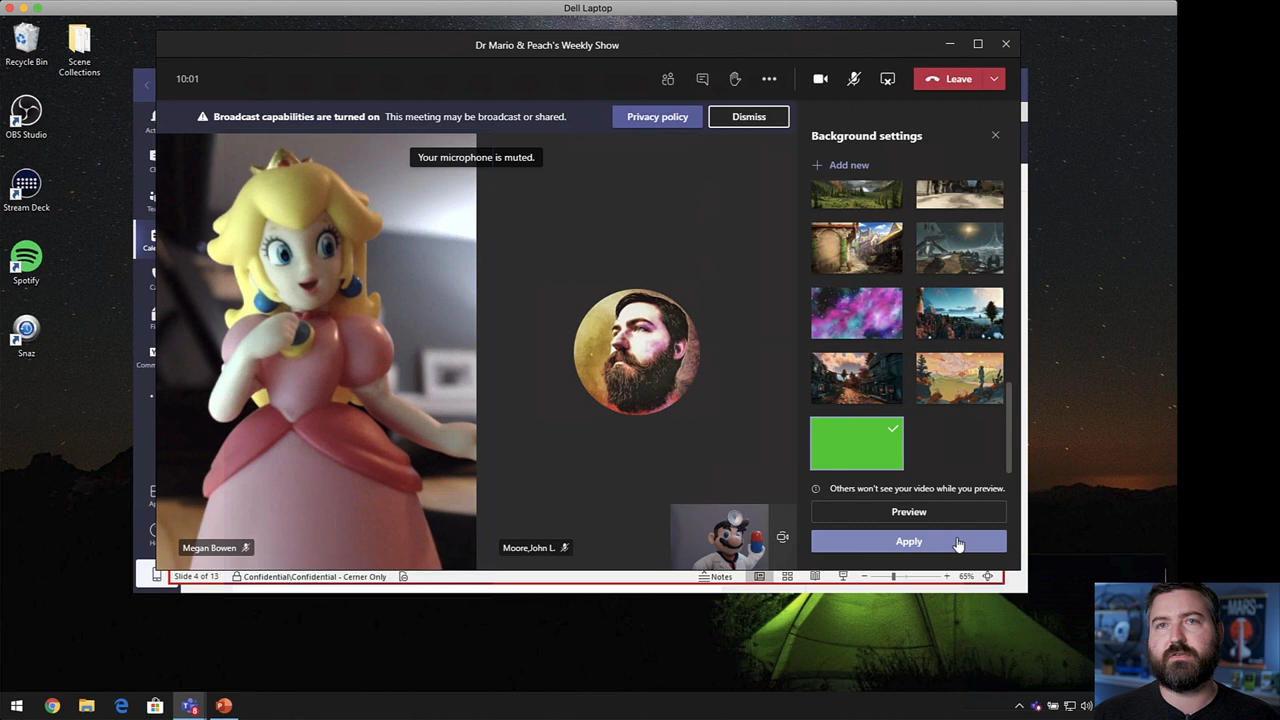 Dell Laptop
Recycle Bin
Scene Collections
OBS Studio
Stream Deck
Spotify
Snaz
Dr Mario & Peach's Weekly Show
10:01
Leave
Broadcast capabilities are turned on This meeting may be broadcast or shared.
Privacy policy
Dismiss
Your microphone is muted.
Background settings
Add new
Others won't see your video while you preview.
Preview
Apply
Megan Bowen
Moore,John L.
Slide 4 of 13
Confidential\Confidential - Cerner Only
Notes
65%
MARS